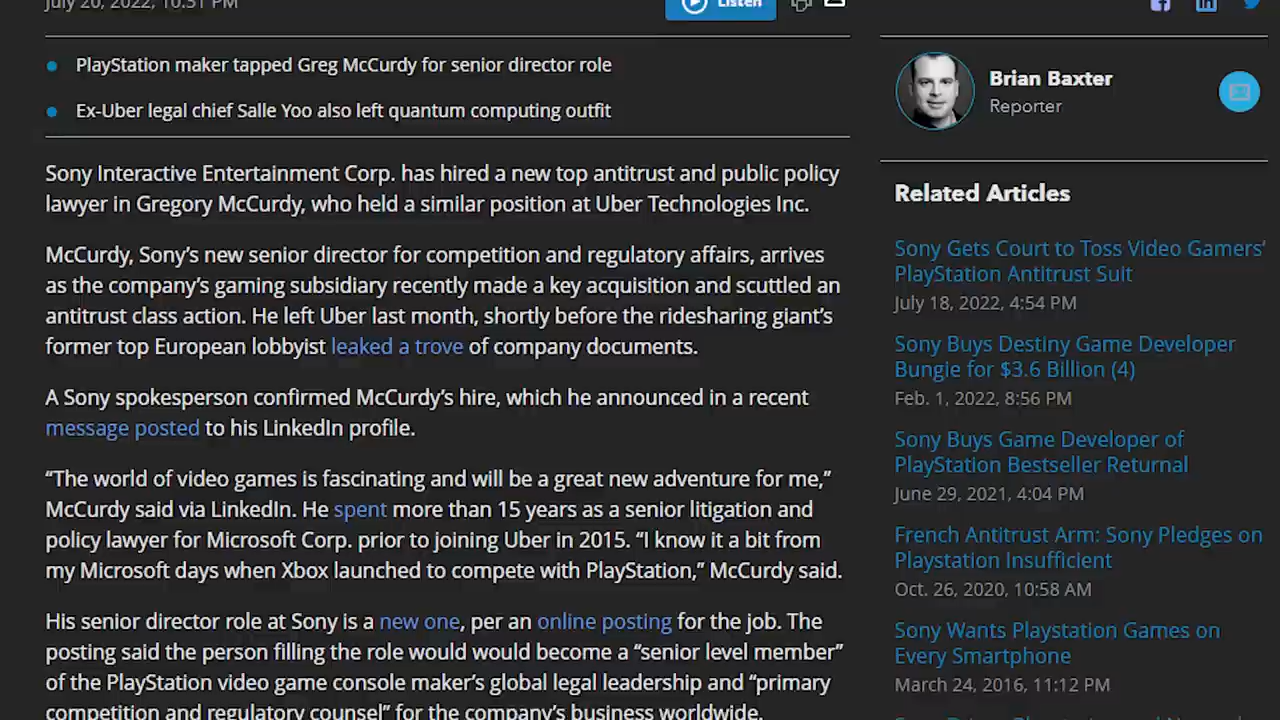 July 20, 2022, 10:31 PM
Listen
PlayStation maker tapped Greg McCurdy for senior director role
Ex-Uber legal chief Salle Yoo also left quantum computing outfit
Sony Interactive Entertainment Corp. has hired a new top antitrust and public policy
lawyer in Gregory McCurdy, who held a similar position at Uber Technologies Inc.
McCurdy, Sony’s new senior director for competition and regulatory affairs, arrives
as the company’s gaming subsidiary recently made a key acquisition and scuttled an
antitrust class action. He left Uber last month, shortly before the ridesharing giant’s
former top European lobbyist leaked a trove of company documents.
A Sony spokesperson confirmed McCurdy’s hire, which he announced in a recent
message posted to his LinkedIn profile.
“The world of video games is fascinating and will be a great new adventure for me,”
McCurdy said via LinkedIn. He spent more than 15 years as a senior litigation and
policy lawyer for Microsoft Corp. prior to joining Uber in 2015. “I know it a bit from
my Microsoft days when Xbox launched to compete with PlayStation,” McCurdy said.
His senior director role at Sony is a new one, per an online posting for the job. The
posting said the person filling the role would would become a “senior level member”
of the PlayStation video game console maker’s global legal leadership and “primary
competition and regulatory counsel” for the company’s business worldwide.
Brian Baxter
Reporter
Related Articles
Sony Gets Court to Toss Video Gamers’
PlayStation Antitrust Suit
July 18, 2022, 4:54 PM
Sony Buys Destiny Game Developer
Bungie for $3.6 Billion (4)
Feb. 1, 2022, 8:56 PM
Sony Buys Game Developer of
PlayStation Bestseller Returnal
June 29, 2021, 4:04 PM
French Antitrust Arm: Sony Pledges on
Playstation Insufficient
Oct. 26, 2020, 10:58 AM
Sony Wants Playstation Games on
Every Smartphone
March 24, 2016, 11:12 PM